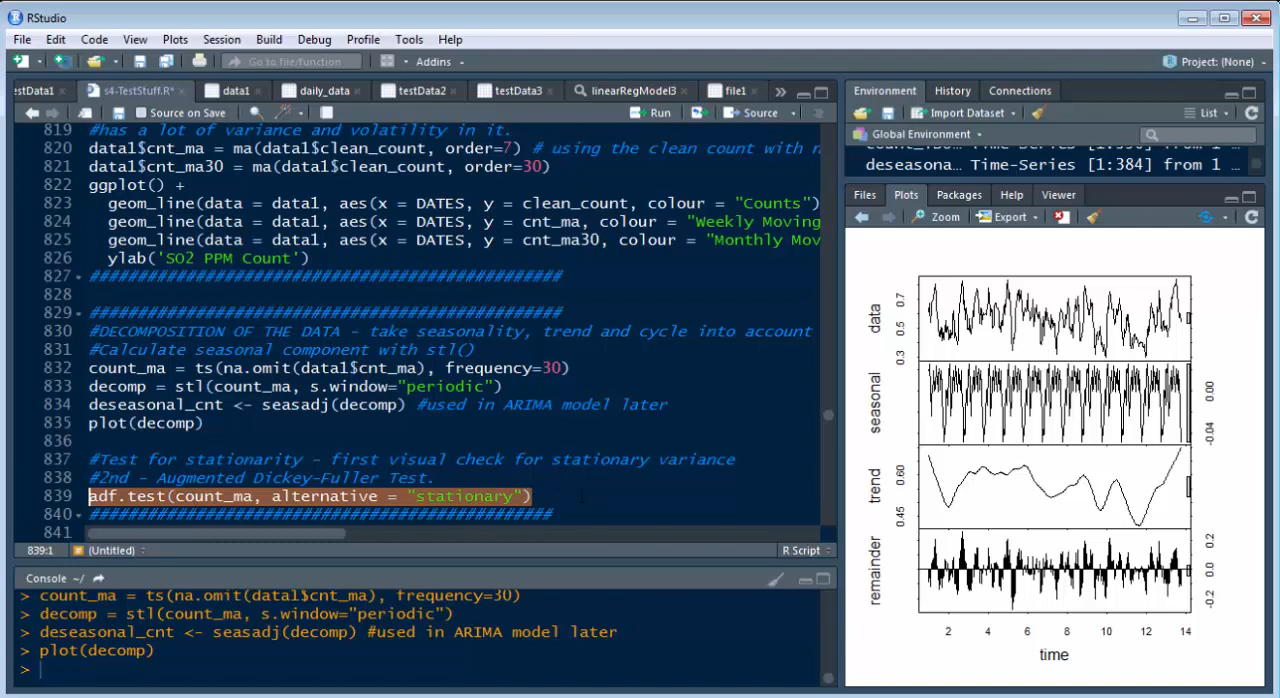 RStudio
File Edit Code View Plots Session Build Debug Profile Tools Help
Go to file/function Addins Project: (None)
stData1 s4-TestStuff.R* data1 daily_data testData2 testData3 linearRegModel3 file1
Source on Save Run Source
819 #has a lot of variance and volatility in it.
820 data1$cnt_ma = ma(data1$clean_count, order=7) # using the clean count with n
821 data1$cnt_ma30 = ma(data1$clean_count, order=30)
822 ggplot() +
823 geom_line(data = data1, aes(x = DATES, y = clean_count, colour = "Counts")
824 geom_line(data = data1, aes(x = DATES, y = cnt_ma, colour = "Weekly Moving
825 geom_line(data = data1, aes(x = DATES, y = cnt_ma30, colour = "Monthly Mov
826 ylab('SO2 PPM Count')
827 ################################################
828
829 ################################################
830 #DECOMPOSITION OF THE DATA - take seasonality, trend and cycle into account
831 #Calculate seasonal component with stl()
832 count_ma = ts(na.omit(data1$cnt_ma), frequency=30)
833 decomp = stl(count_ma, s.window="periodic")
834 deseasonal_cnt <- seasadj(decomp) #used in ARIMA model later
835 plot(decomp)
836
837 #Test for stationarity - first visual check for stationary variance
838 #2nd - Augmented Dickey-Fuller Test.
839 adf.test(count_ma, alternative = "stationary")
840 ###############################################
841
839:1 (Untitled) R Script
Console ~/
> count_ma = ts(na.omit(data1$cnt_ma), frequency=30)
> decomp = stl(count_ma, s.window="periodic")
> deseasonal_cnt <- seasadj(decomp) #used in ARIMA model later
> plot(decomp)
>
Environment History Connections
Import Dataset List
Global Environment
deseasona… Time-Series [1:384] from 1 …
Files Plots Packages Help Viewer
Zoom Export
data
0.7
0.5
0.3
seasonal
0.00
-0.04
trend
0.60
0.45
remainder
0.2
0.0
-0.2
2 4 6 8 10 12 14
time